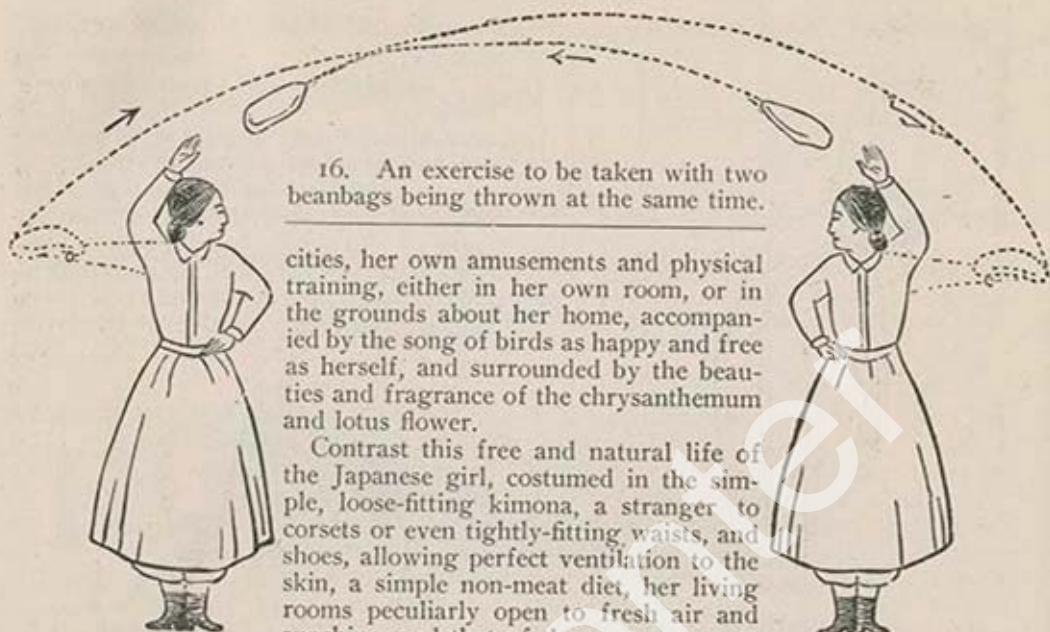 16. An exercise to be taken with two
beanbags being thrown at the same time.
cities, her own amusements and physical
training, either in her own room, or in
the grounds about her home, accompan-
ied by the song of birds as happy and free
as herself, and surrounded by the beau-
ties and fragrance of the chrysanthemum
and lotus flower.
Contrast this free and natural life of
the Japanese girl, costumed in the sim-
ple, loose-fitting kimona, a stranger to
corsets or even tightly-fitting waists, and
shoes, allowing perfect ventilation to the
skin, a simple non-meat diet, her living
rooms peculiarly open to fresh air and